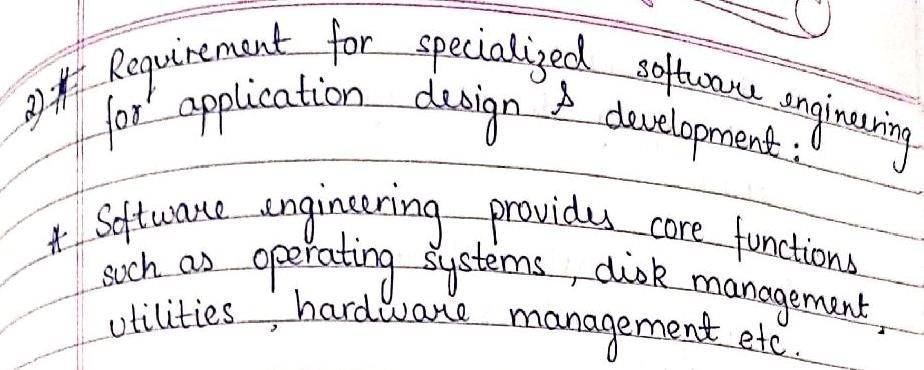 2) # Requirement for specialized software engineering
for application design & development :
# Software engineering provides core functions
such as operating systems, disk management,
utilities, hardware management etc.